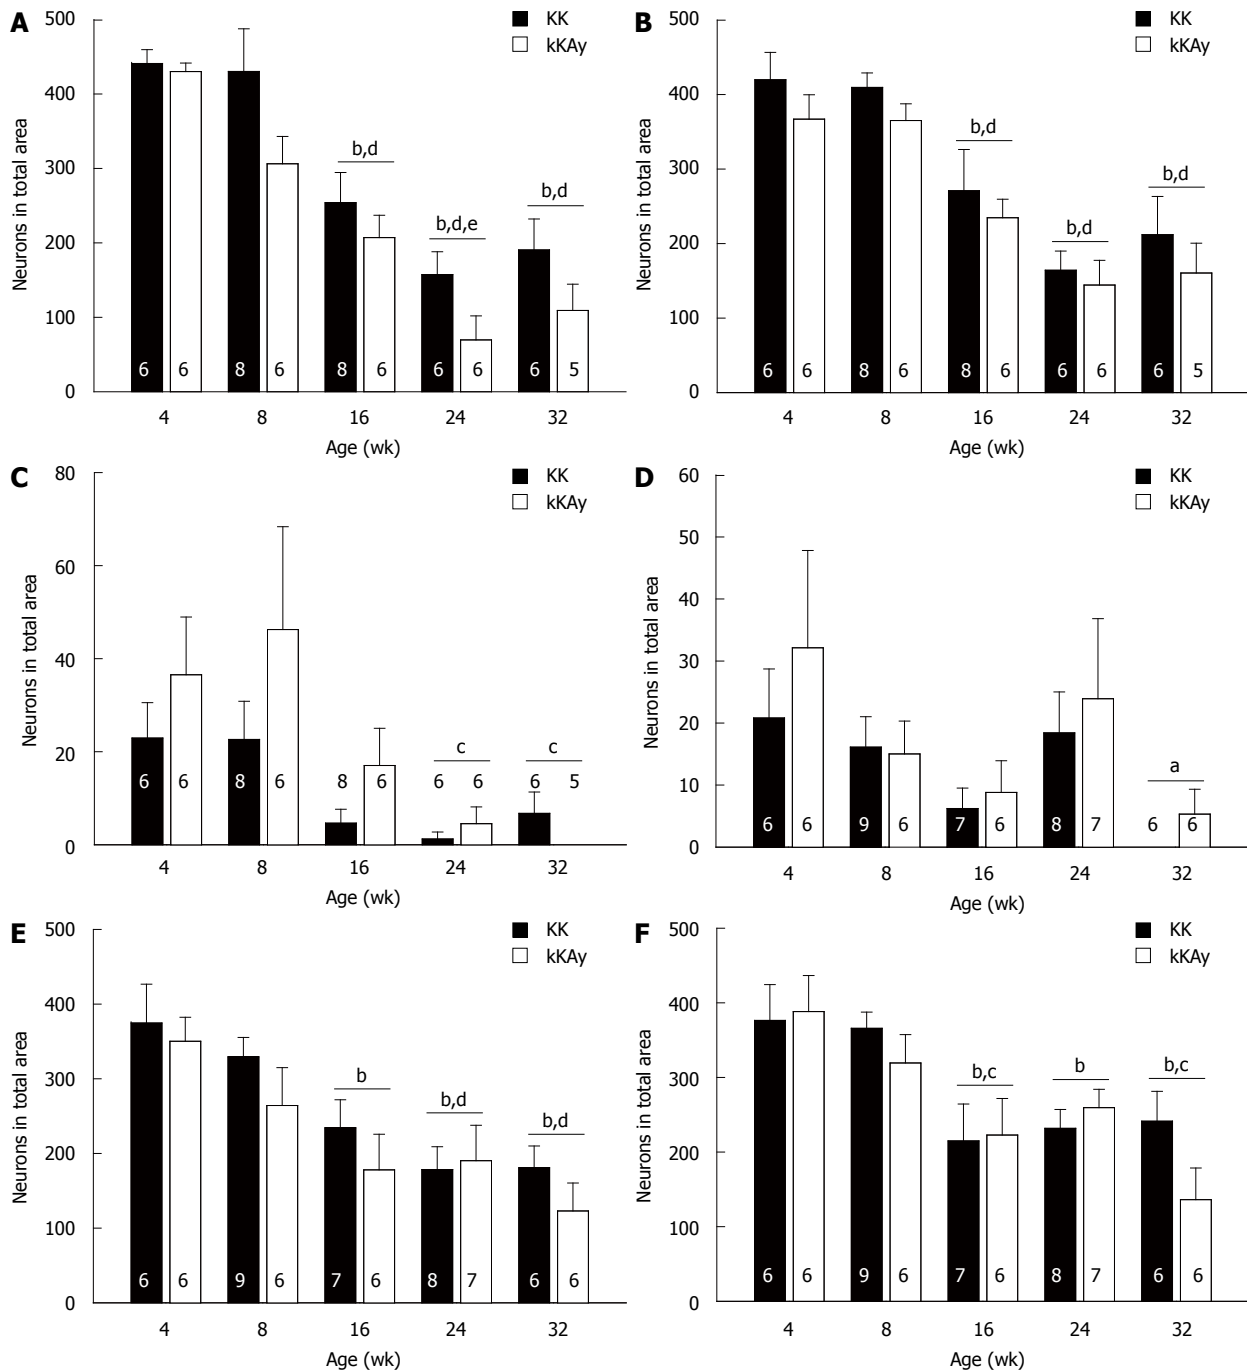 A
KK
kKAy
Neurons in total area
500
400
300
200
100
0
b,d
b,d,e
b,d
6 6 8 6 8 6 6 6 6 5
4 8 16 24 32
Age (wk)
B
KK
kKAy
Neurons in total area
500
400
300
200
100
0
b,d
b,d
b,d
6 6 8 6 8 6 6 6 6 5
4 8 16 24 32
Age (wk)
C
KK
kKAy
Neurons in total area
80
60
40
20
0
c
c
6 6 8 6 8 6 6 6 6 5
4 8 16 24 32
Age (wk)
D
KK
kKAy
Neurons in total area
60
50
40
30
20
10
0
a
6 6 9 6 7 6 8 7 6 6
4 8 16 24 32
Age (wk)
E
KK
kKAy
Neurons in total area
500
400
300
200
100
0
b
b,d
b,d
6 6 9 6 7 6 8 7 6 6
4 8 16 24 32
Age (wk)
F
KK
kKAy
Neurons in total area
500
400
300
200
100
0
b,c
b
b,c
6 6 9 6 7 6 8 7 6 6
4 8 16 24 32
Age (wk)